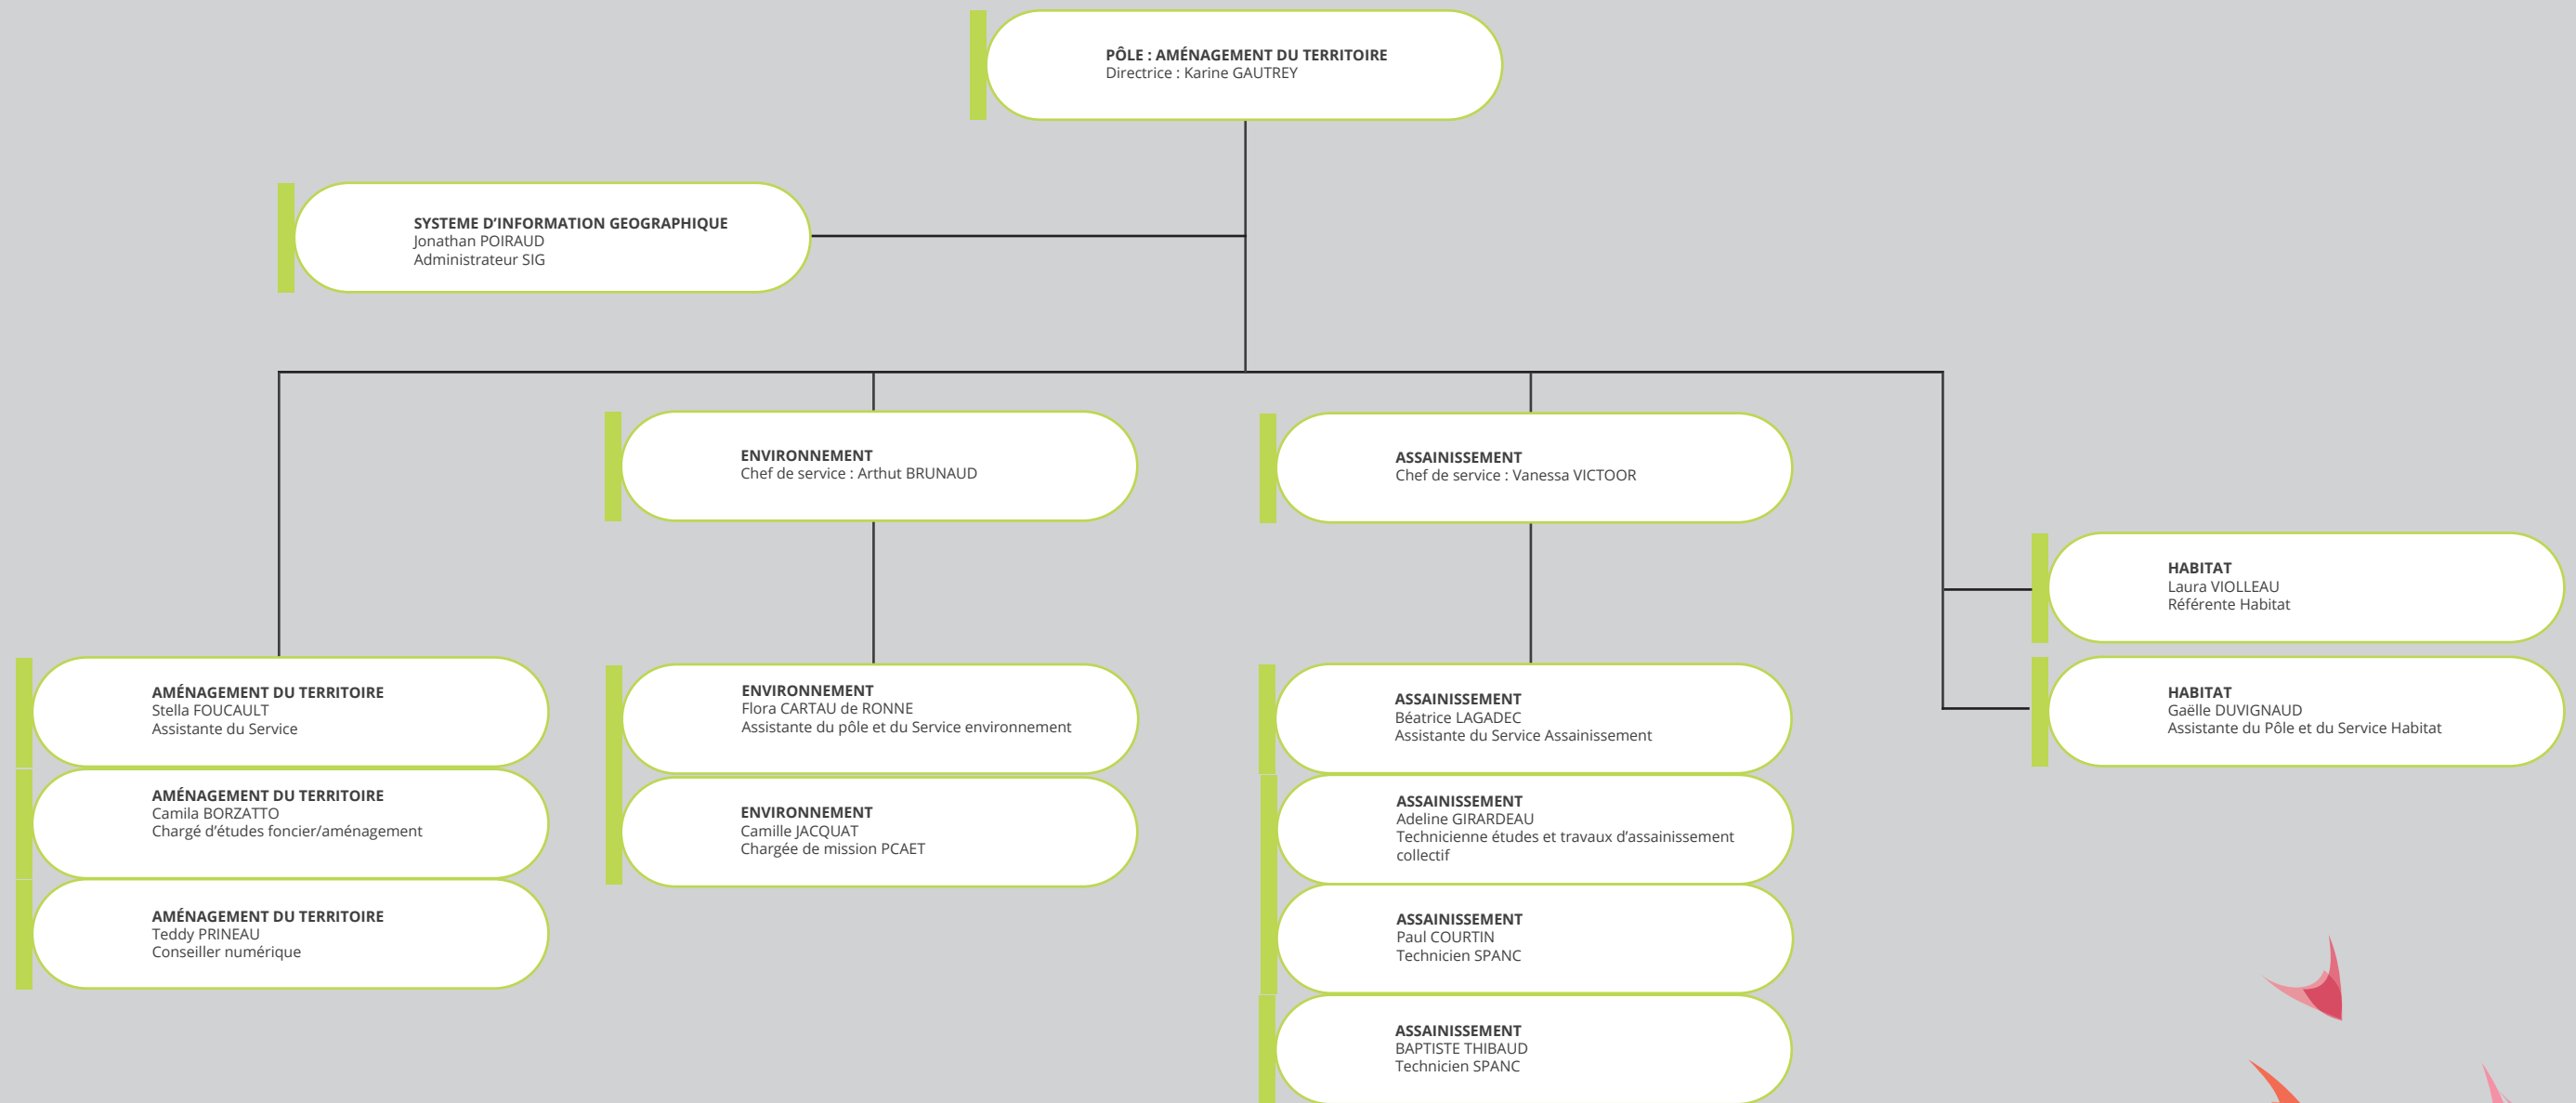 PÔLE : AMÉNAGEMENT DU TERRITOIRE
Directrice : Karine GAUTREY
SYSTEME D'INFORMATION GEOGRAPHIQUE
Jonathan POIRAUD
Administrateur SIG
ENVIRONNEMENT
Chef de service : Arthut BRUNAUD
ASSAINISSEMENT
Chef de service : Vanessa VICTOOR
HABITAT
Laura VIOLLEAU
Référente Habitat
HABITAT
Gaëlle DUVIGNAUD
Assistante du Pôle et du Service Habitat
AMÉNAGEMENT DU TERRITOIRE
Stella FOUCAULT
Assistante du Service
AMÉNAGEMENT DU TERRITOIRE
Camila BORZATTO
Chargé d'études foncier/aménagement
AMÉNAGEMENT DU TERRITOIRE
Teddy PRINEAU
Conseiller numérique
ENVIRONNEMENT
Flora CARTAU de RONNE
Assistante du pôle et du Service environnement
ENVIRONNEMENT
Camille JACQUAT
Chargée de mission PCAET
ASSAINISSEMENT
Béatrice LAGADEC
Assistante du Service Assainissement
ASSAINISSEMENT
Adeline GIRARDEAU
Technicienne études et travaux d'assainissement
collectif
ASSAINISSEMENT
Paul COURTIN
Technicien SPANC
ASSAINISSEMENT
BAPTISTE THIBAUD
Technicien SPANC